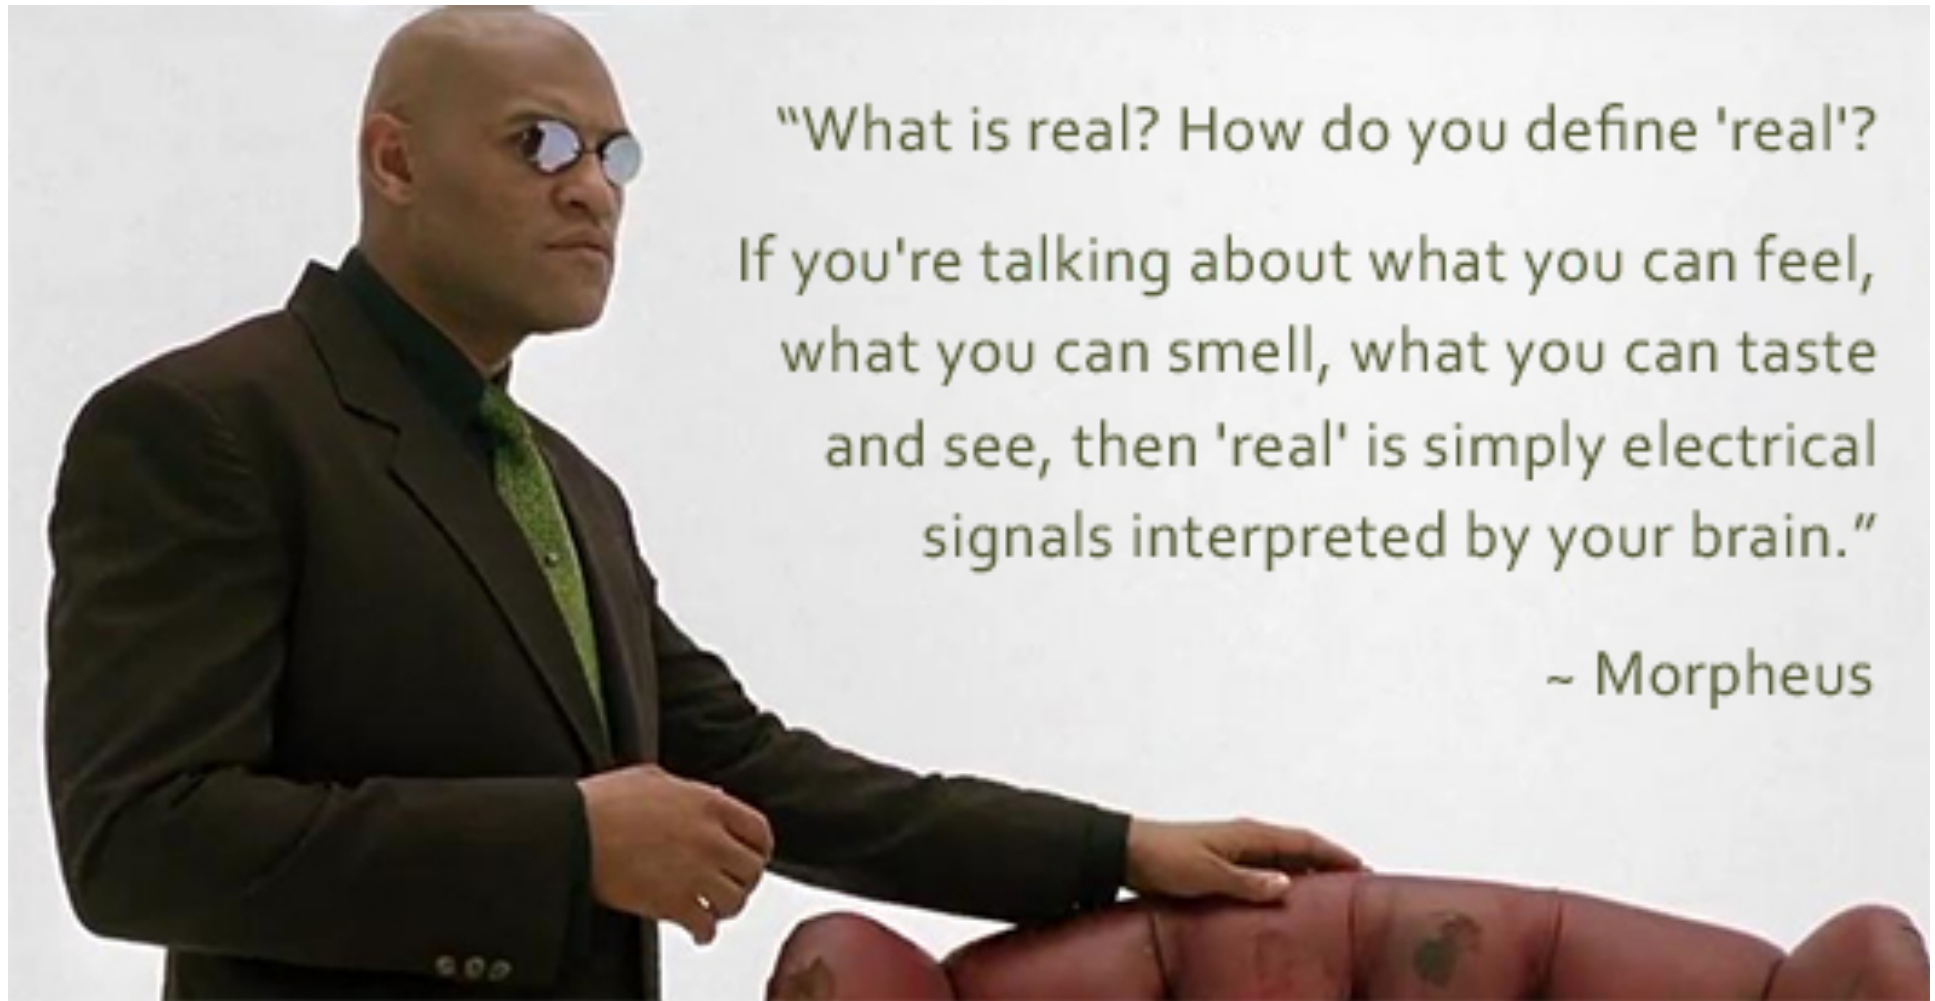 “What is real? How do you define 'real'?
If you're talking about what you can feel,
what you can smell, what you can taste
and see, then 'real' is simply electrical
signals interpreted by your brain.”
~ Morpheus